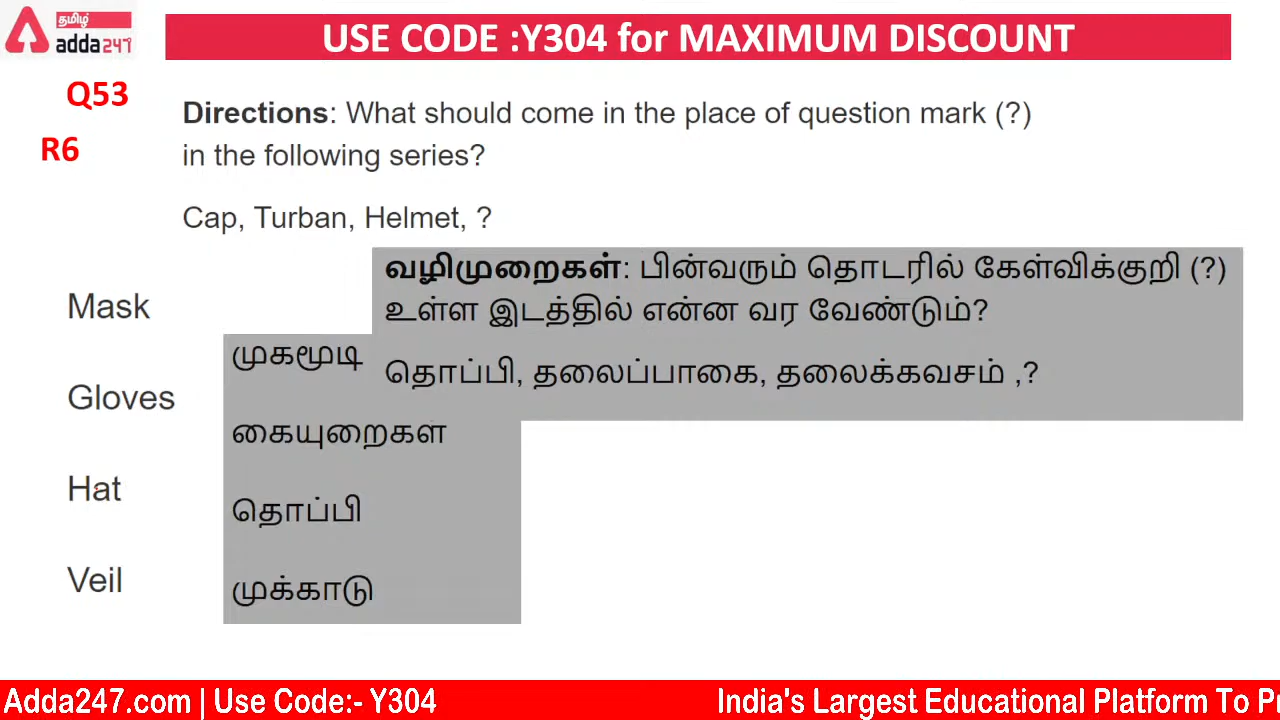 தமிழ்
adda247
USE CODE :Y304 for MAXIMUM DISCOUNT
Q53
R6
Directions: What should come in the place of question mark (?)
in the following series?
Cap, Turban, Helmet, ?
வழிமுறைகள்: பின்வரும் தொடரில் கேள்விக்குறி (?)
உள்ள இடத்தில் என்ன வர வேண்டும்?
தொப்பி, தலைப்பாகை, தலைக்கவசம் ,?
Mask
முகமூடி
Gloves
கையுறைகள்
Hat
தொப்பி
Veil
முக்காடு
Adda247.com | Use Code:- Y304
India's Largest Educational Platform To